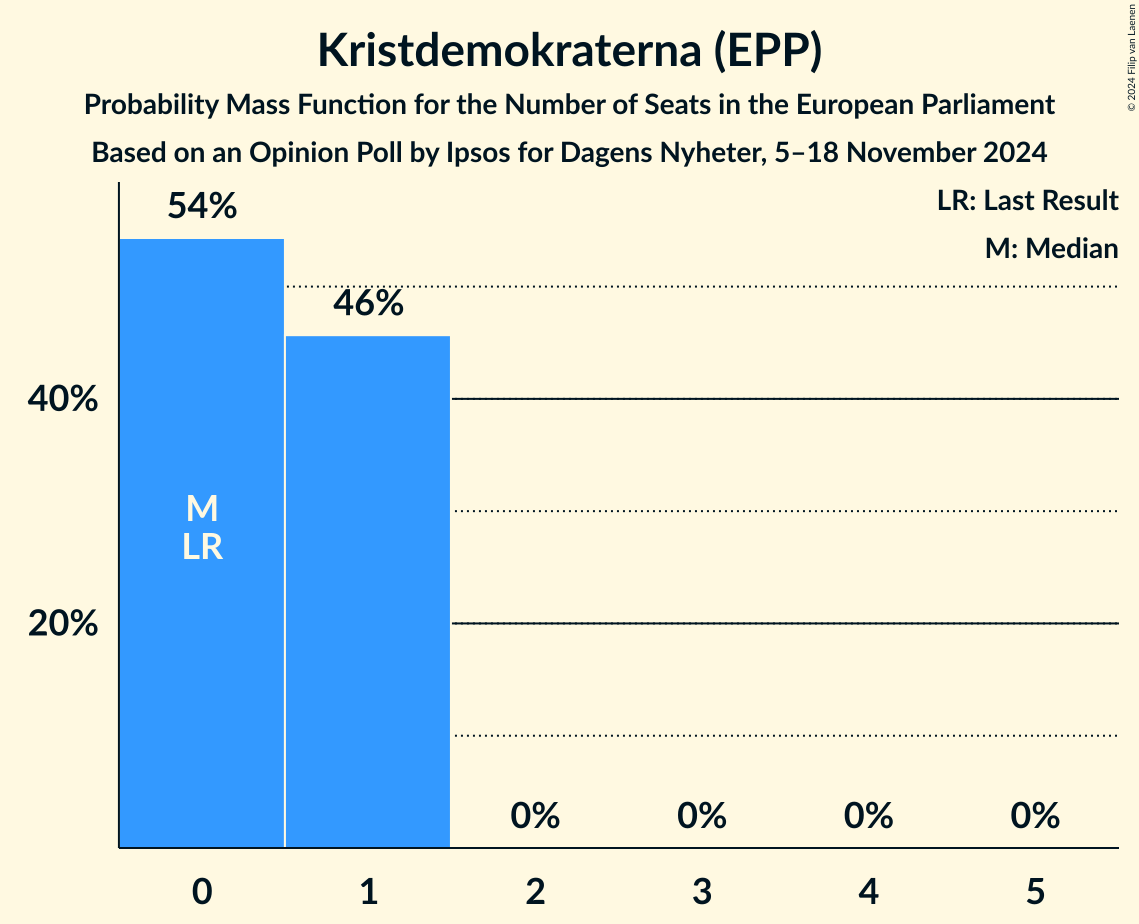 Kristdemokraterna (EPP)
Probability Mass Function for the Number of Seats in the European Parliament
Based on an Opinion Poll by Ipsos for Dagens Nyheter, 5–18 November 2024
© 2024 Filip van Laenen
LR: Last Result
M: Median
54%
46%
40%
20%
M
LR
0%
0%
0%
0%
0
1
2
3
4
5